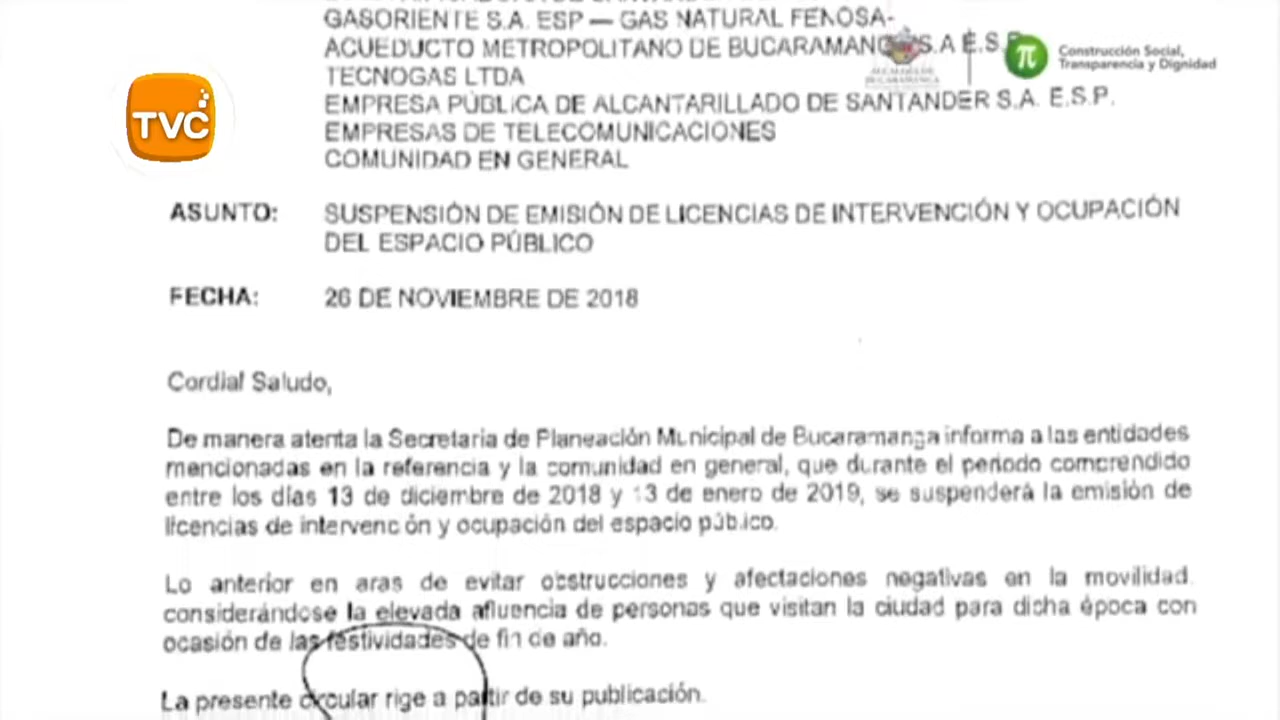 GASORIENTE S.A. ESP — GAS NATURAL FENOSA-
ACUEDUCTO METROPOLITANO DE BUCARAMANGA S.A E.S.P
Construcción Social,
Transparencia y Dignidad
TVC
TECNOGAS LTDA
EMPRESA PÚBLICA DE ALCANTARILLADO DE SANTANDER S.A. E.S.P.
EMPRESAS DE TELECOMUNICACIONES
COMUNIDAD EN GENERAL
ASUNTO: SUSPENSIÓN DE EMISIÓN DE LICENCIAS DE INTERVENCIÓN Y OCUPACIÓN
DEL ESPACIO PÚBLICO
FECHA: 26 DE NOVIEMBRE DE 2018
Cordial Saludo,
De manera atenta la Secretaria de Planeación Municipal de Bucaramanga informa a las entidades
mencionadas en la referencia y la comunidad en general, que durante el periodo comprendido
entre los días 13 de diciembre de 2018 y 13 de enero de 2019, se suspenderá la emisión de
licencias de intervención y ocupación del espacio público.
Lo anterior en aras de evitar obstrucciones y afectaciones negativas en la movilidad,
considerándose la elevada afluencia de personas que visitan la ciudad para dicha época con
ocasión de las festividades de fin de año.
La presente circular rige a partir de su publicación.